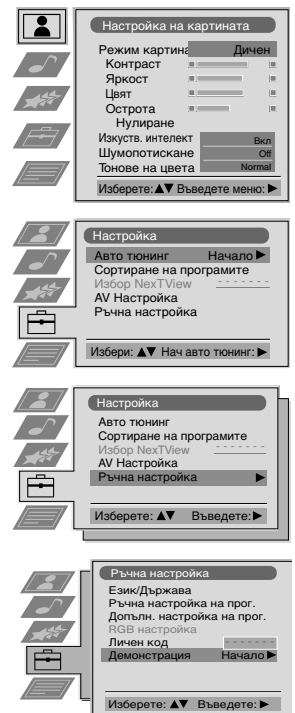 Настройка на картината
Режим картина Дичен
Контраст
Яркост
Цвят
Острота
Нулиране
Изкуств. интелект Вкл
Шумопотискане Off
Тонове на цвета Normal
Изберете: ▲▼ Въведете меню: ▶
Настройка
Авто тюнинг Начало ▶
Сортиране на програмите
Избор NexTView - - - - - - -
AV Настройка
Ръчна настройка
Избери: ▲▼ Нач авто тюнинг: ▶
Настройка
Авто тюнинг
Сортиране на програмите
Избор NexTView - - - - - - -
AV Настройка
Ръчна настройка ▶
Изберете: ▲▼ Въведете: ▶
Ръчна настройка
Език/Държава
Ръчна настройка на прог.
Допълн. настройка на прог.
RGB настройка
Личен код - - - - - - -
Демонстрация Начало ▶
Изберете: ▲▼ Въведете: ▶